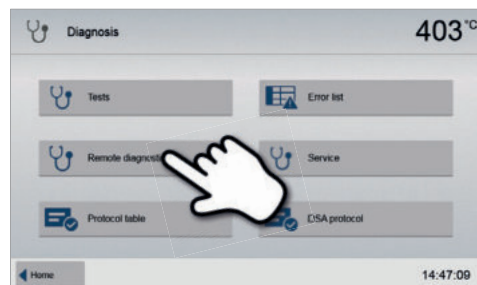 Diagnosis
403 °C
Tests
Error list
Remote diagnost
Service
Protocol table
DSA protocol
Home
14:47:09